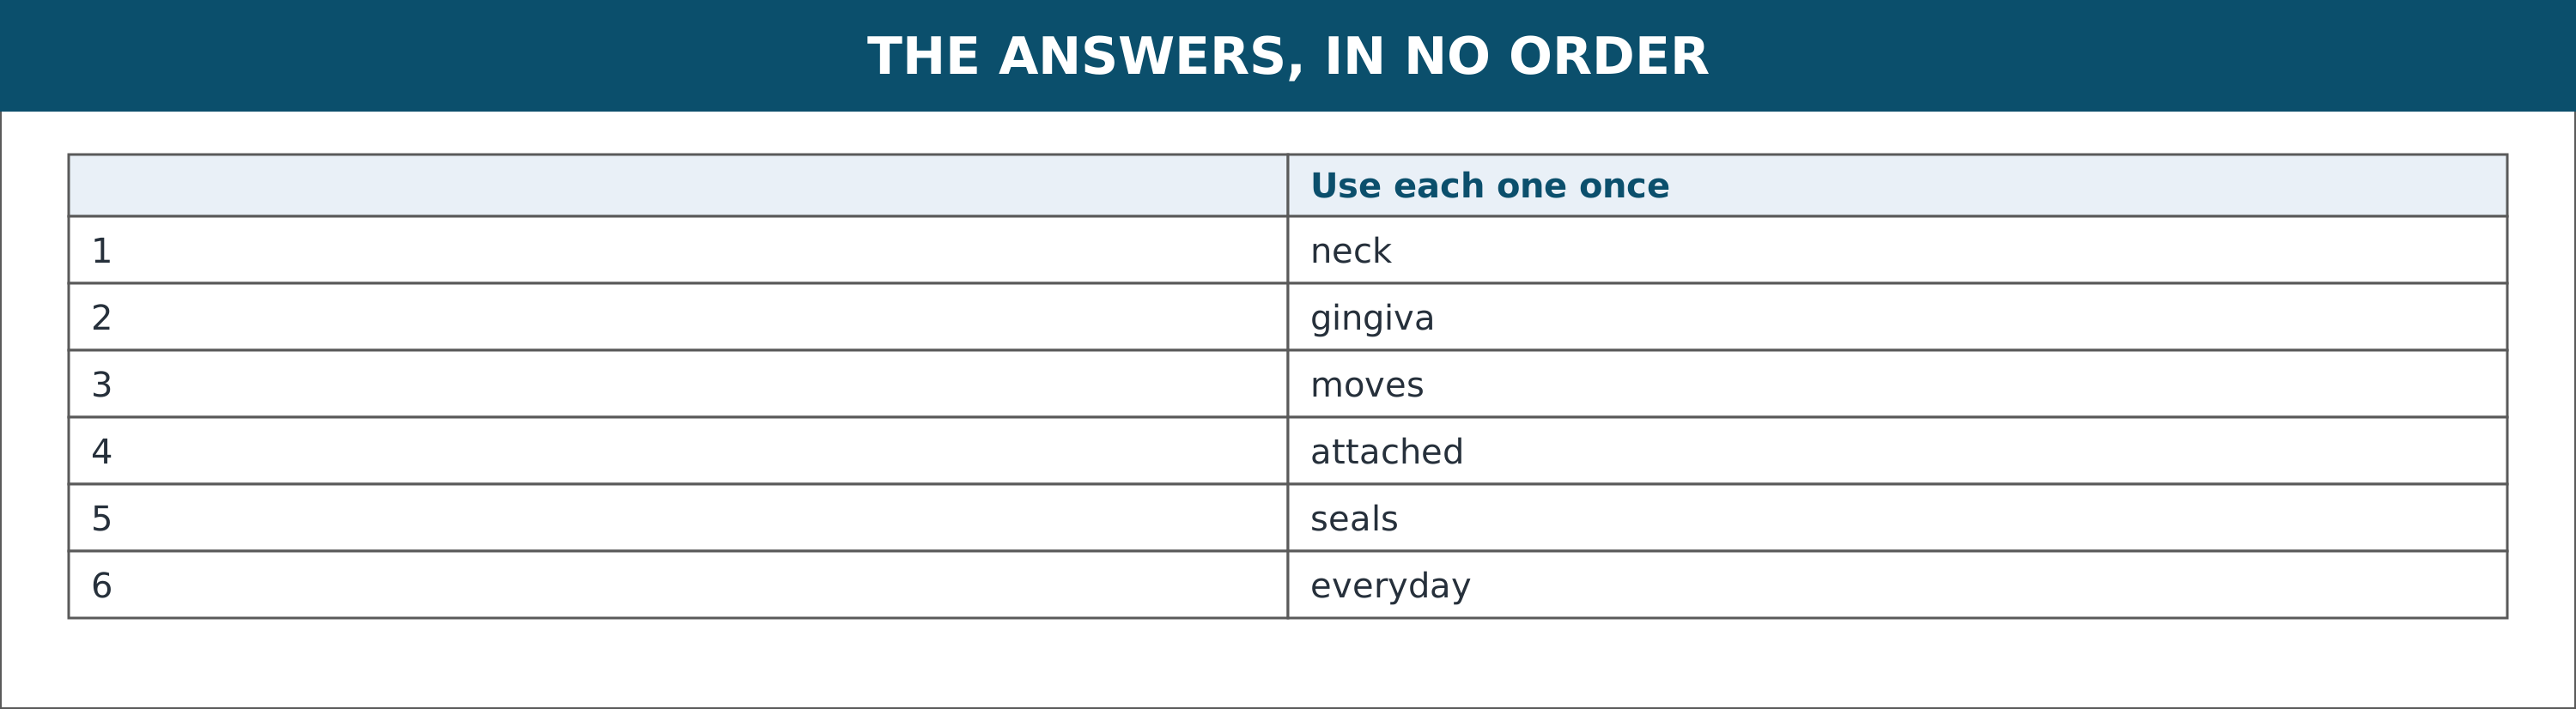 THE ANSWERS, IN NO ORDER
Use each one once
1 neck
2 gingiva
3 moves
4 attached
5 seals
6 everyday